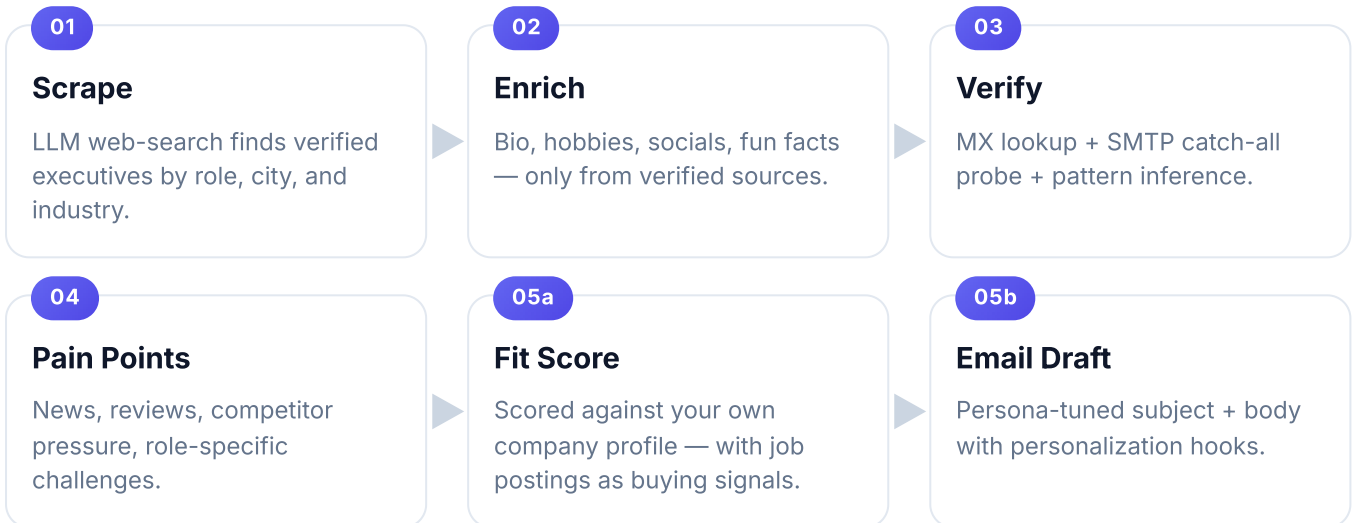 01
Scrape
LLM web-search finds verified
executives by role, city, and
industry.
02
Enrich
Bio, hobbies, socials, fun facts
— only from verified sources.
03
Verify
MX lookup + SMTP catch-all
probe + pattern inference.
04
Pain Points
News, reviews, competitor
pressure, role-specific
challenges.
05a
Fit Score
Scored against your own
company profile — with job
postings as buying signals.
05b
Email Draft
Persona-tuned subject + body
with personalization hooks.